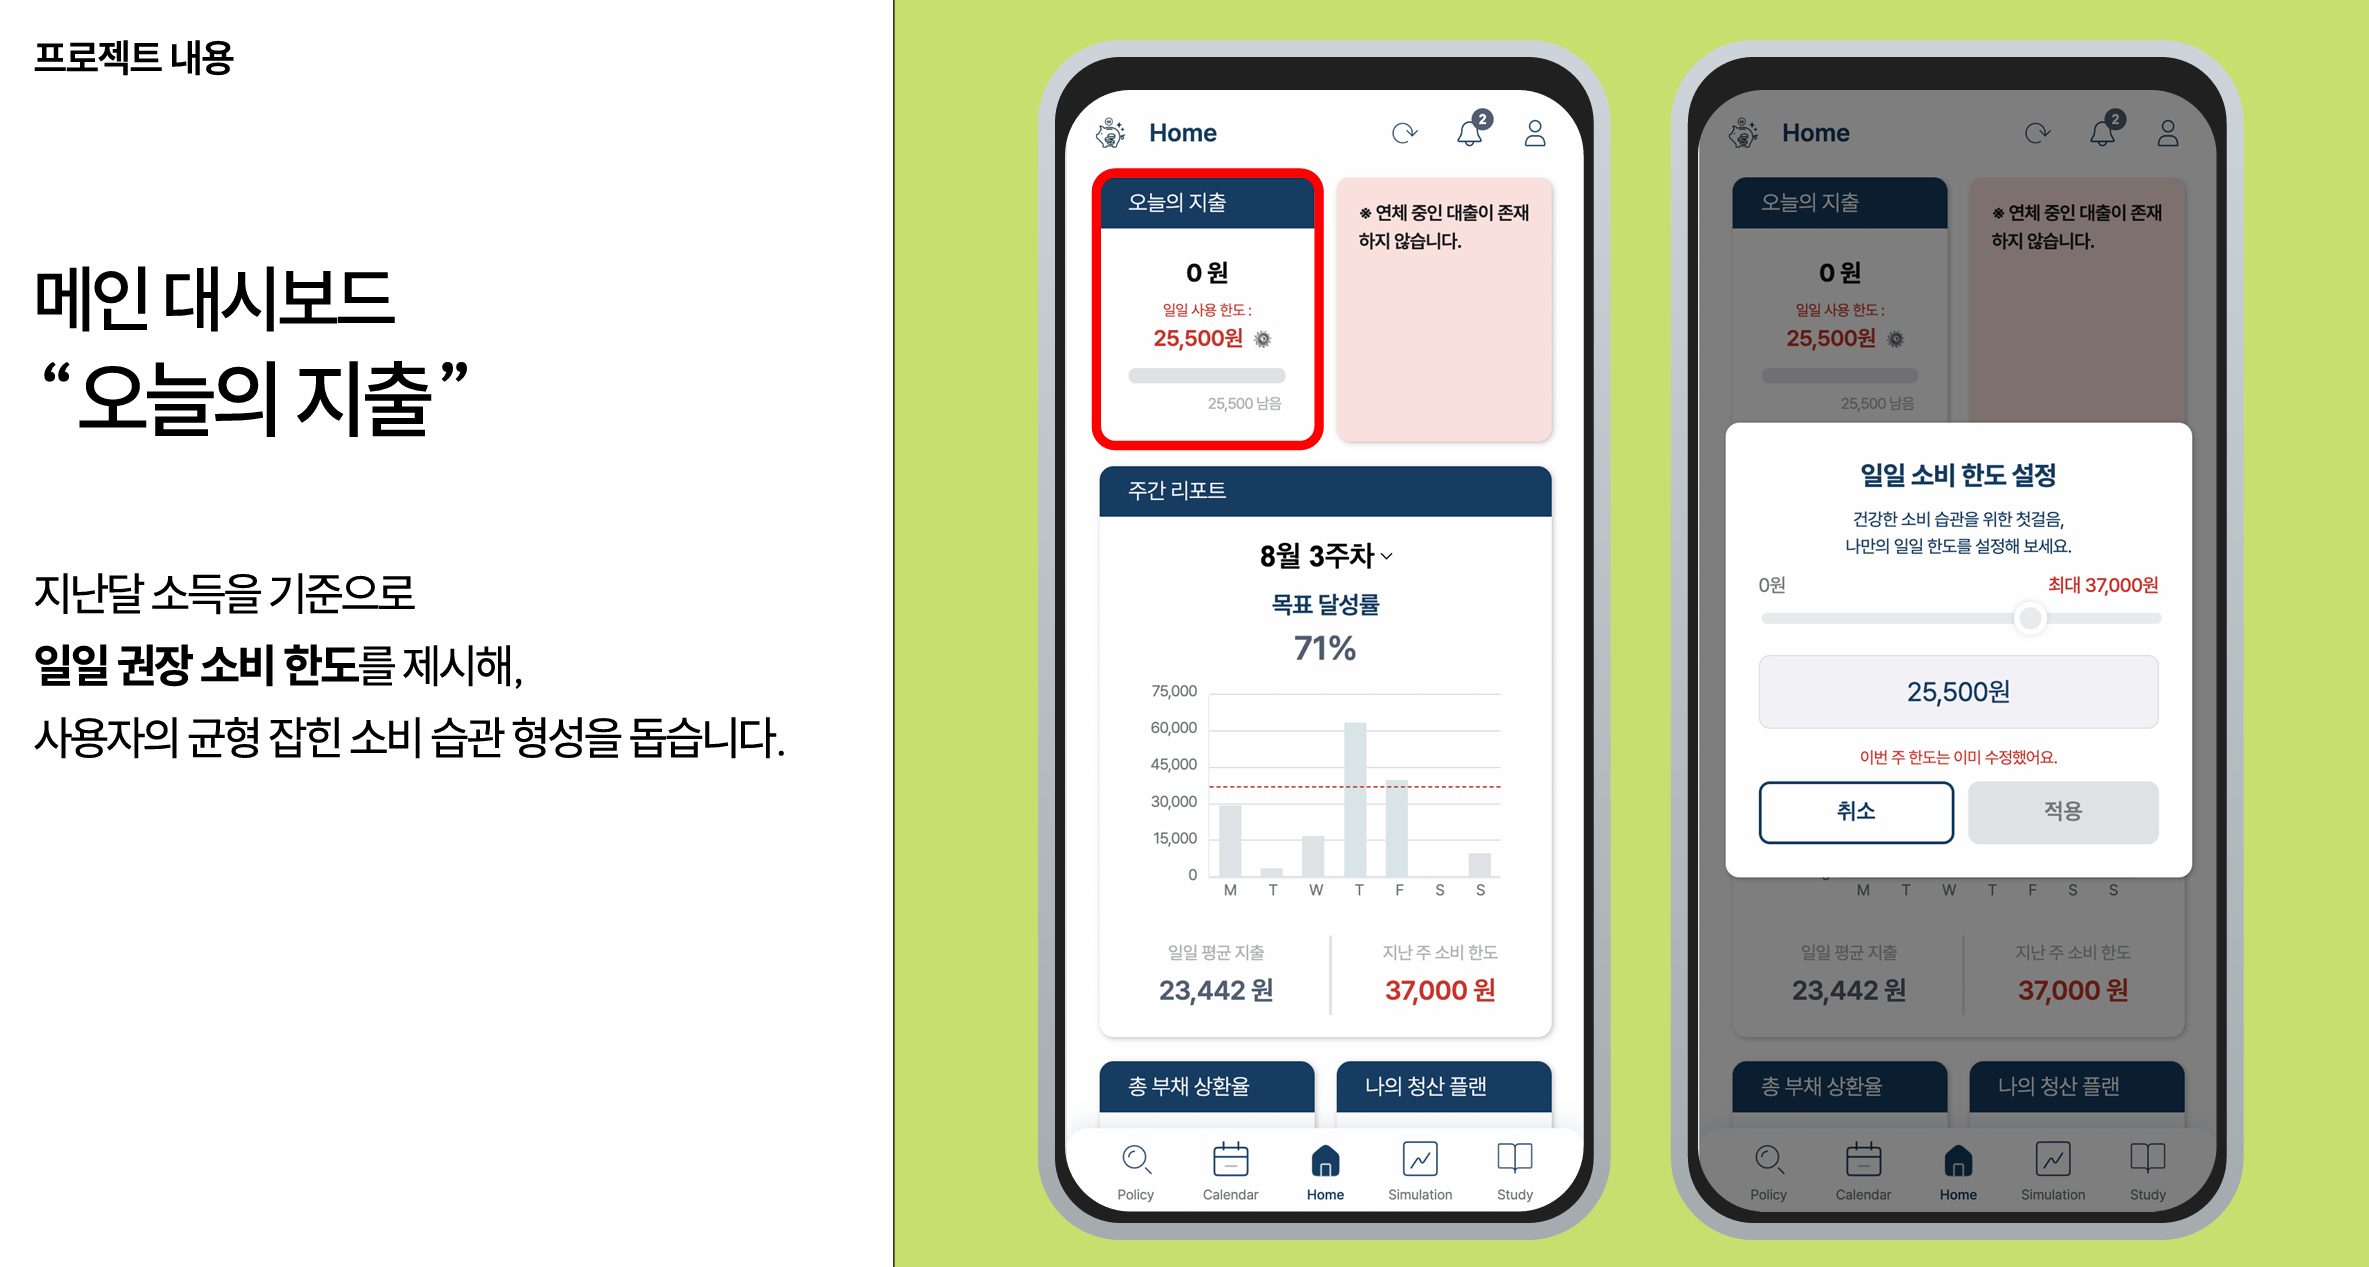 프로젝트 내용
메인 대시보드
“오늘의 지출”
지난달 소득을 기준으로
일일 권장 소비 한도를 제시해,
사용자의 균형 잡힌 소비 습관 형성을 돕습니다.
Home
2
오늘의 지출
0 원
일일 사용 한도 :
25,500원
25,500 남음
※ 연체 중인 대출이 존재
하지 않습니다.
주간 리포트
8월 3주차
목표 달성률
71%
75,000
60,000
45,000
30,000
15,000
0
M T W T F S S
일일 평균 지출
23,442 원
지난 주 소비 한도
37,000 원
총 부채 상환율
나의 청산 플랜
Policy
Calendar
Home
Simulation
Study
Home
2
오늘의 지출
0 원
일일 사용 한도 :
25,500원
25,500 남음
※ 연체 중인 대출이 존재
하지 않습니다.
일일 소비 한도 설정
건강한 소비 습관을 위한 첫걸음,
나만의 일일 한도를 설정해 보세요.
0원
최대 37,000원
25,500원
이번 주 한도는 이미 수정했어요.
취소
적용
M T W T F S S
일일 평균 지출
23,442 원
지난 주 소비 한도
37,000 원
총 부채 상환율
나의 청산 플랜
Policy
Calendar
Home
Simulation
Study